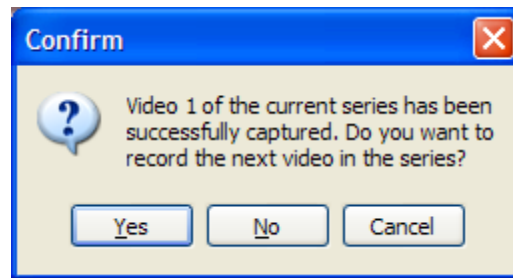 Confirm
Video 1 of the current series has been
successfully captured. Do you want to
record the next video in the series?
Yes No Cancel